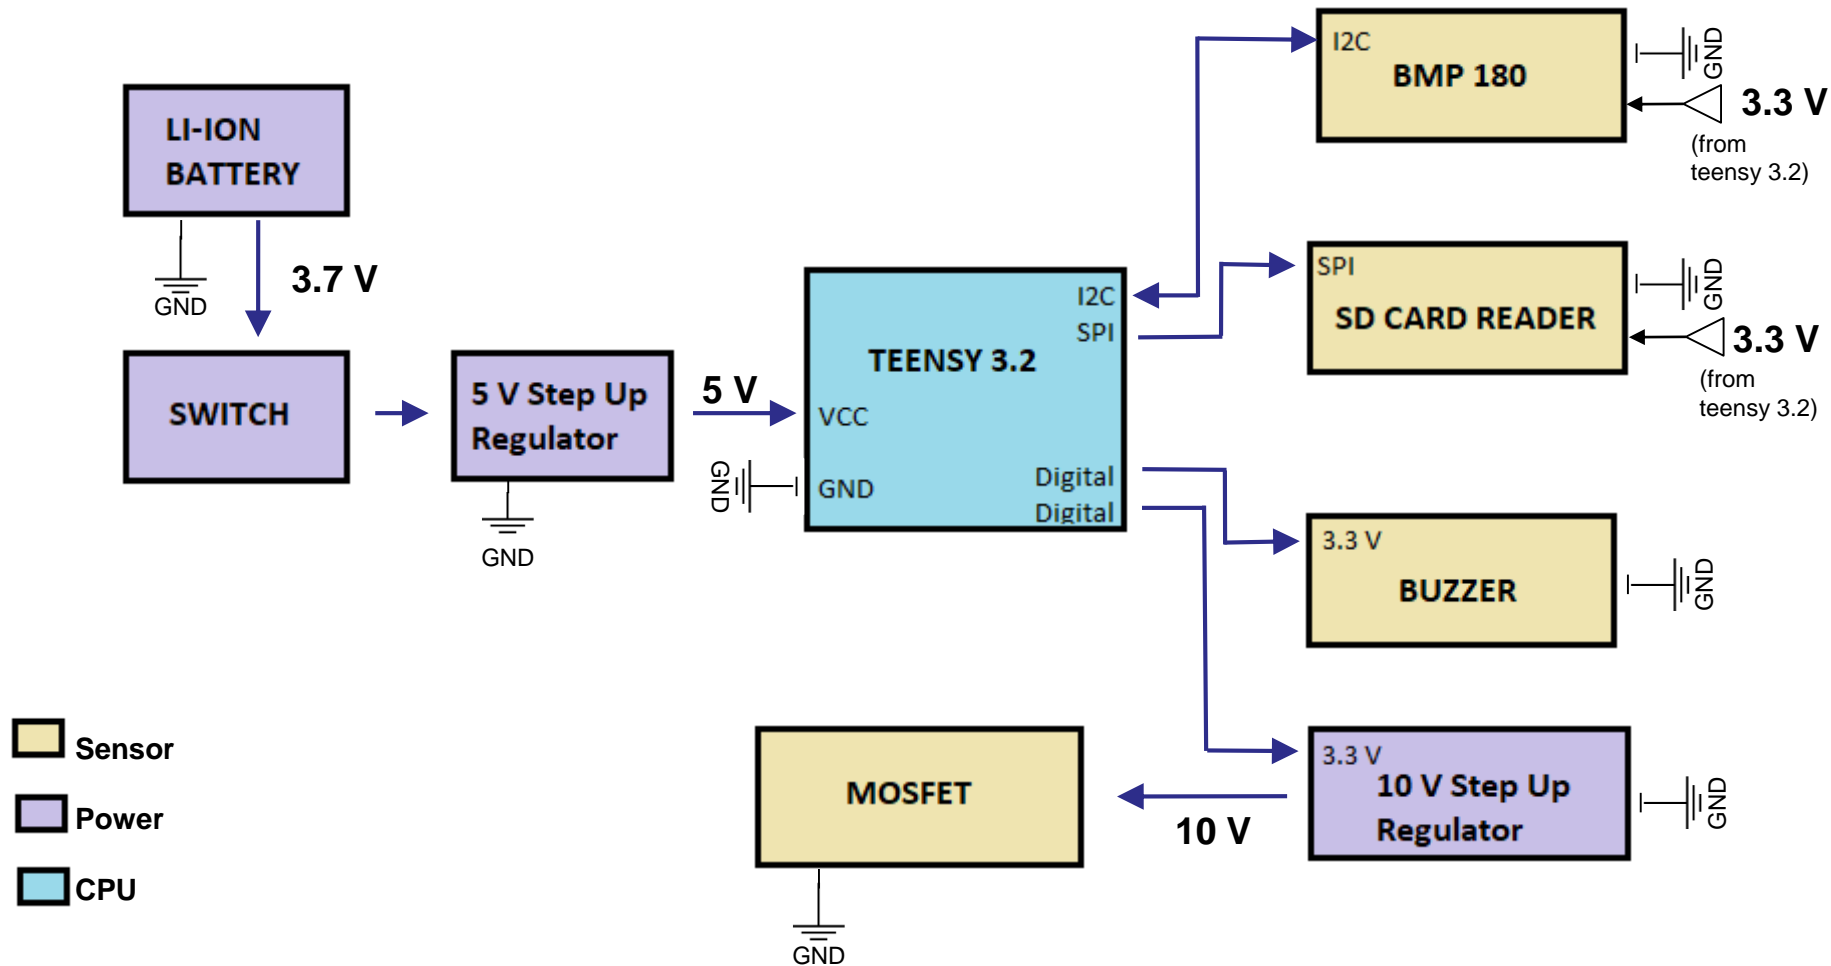 I2C
BMP 180
GND
3.3 V
(from
teensy 3.2)
LI-ION
BATTERY
GND
3.7 V
SPI
SD CARD READER
GND
3.3 V
(from
teensy 3.2)
SWITCH
5 V Step Up
Regulator
GND
5 V
I2C
SPI
TEENSY 3.2
VCC
GND
GND
Digital
Digital
3.3 V
BUZZER
GND
3.3 V
10 V Step Up
Regulator
GND
10 V
MOSFET
GND
Sensor
Power
CPU